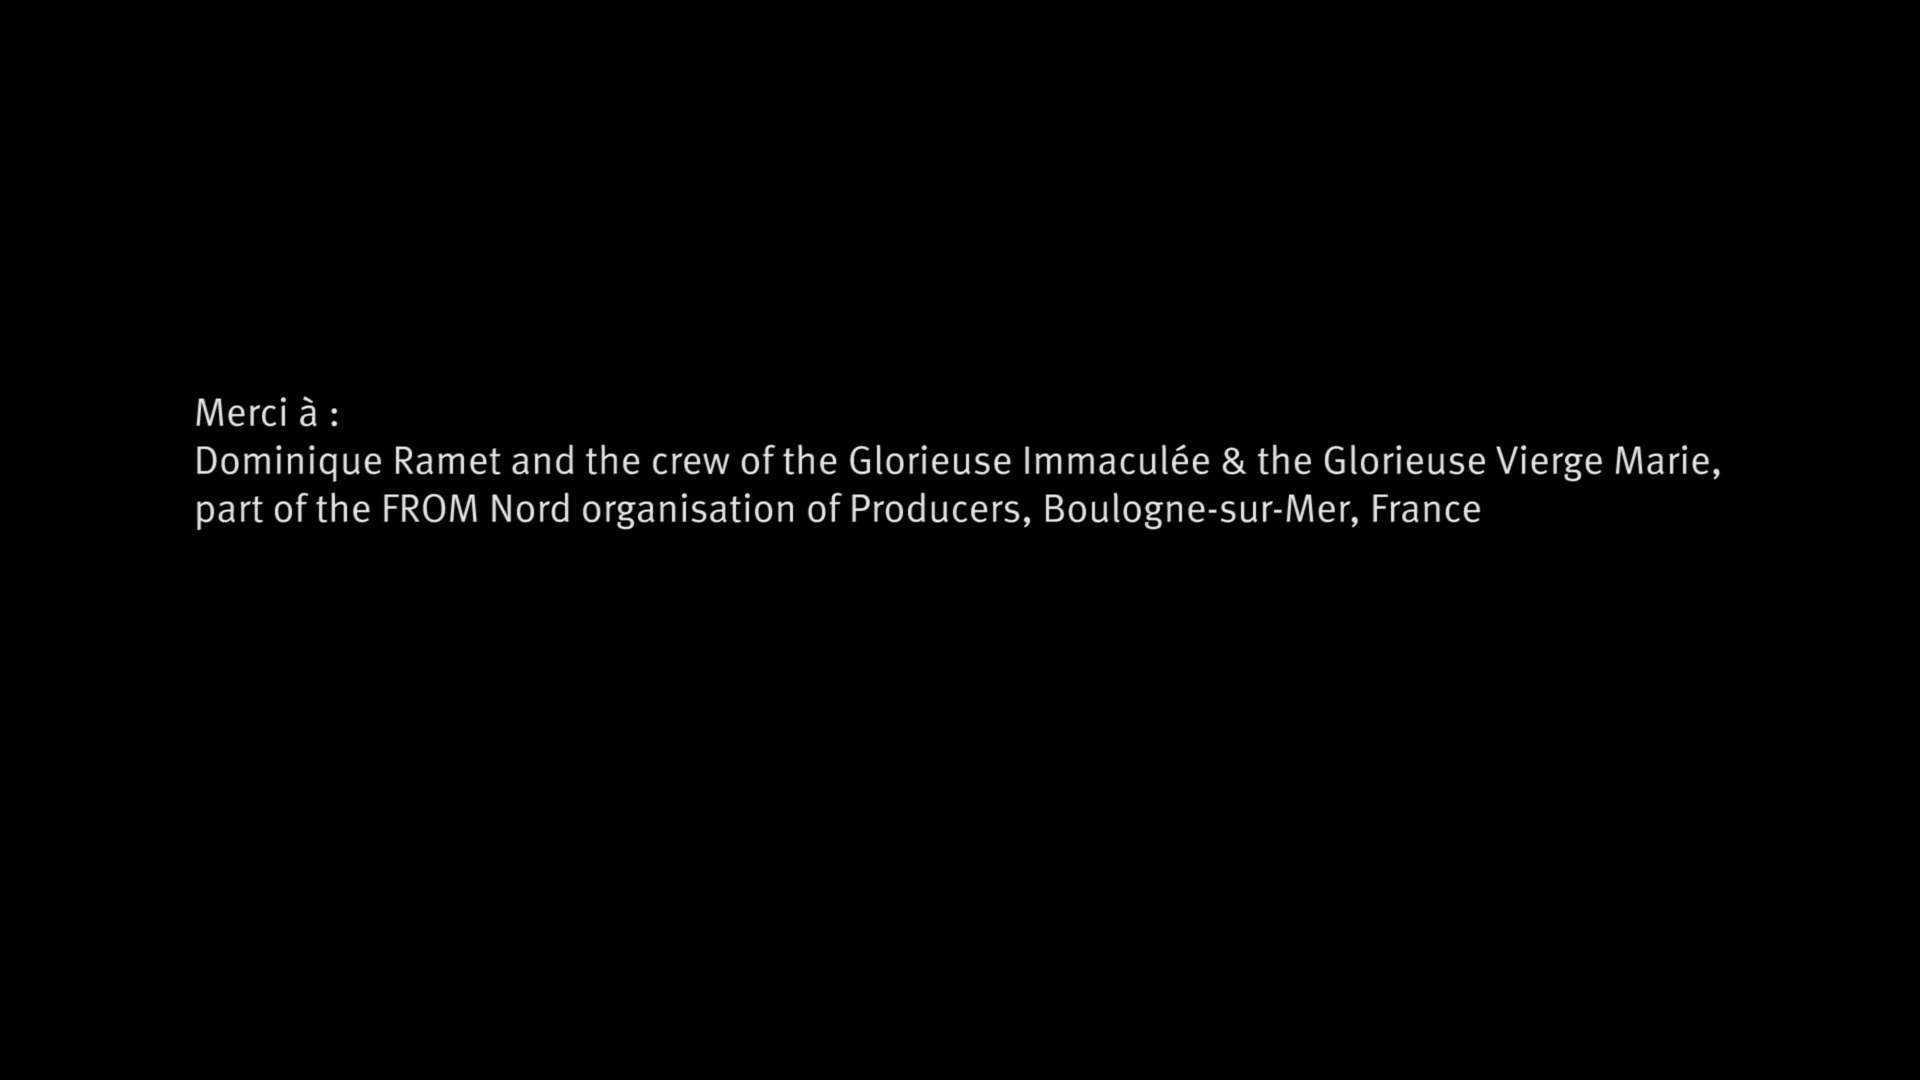 Merci à :
Dominique Ramet and the crew of the Glorieuse Immaculée & the Glorieuse Vierge Marie,
part of the FROM Nord organisation of Producers, Boulogne-sur-Mer, France